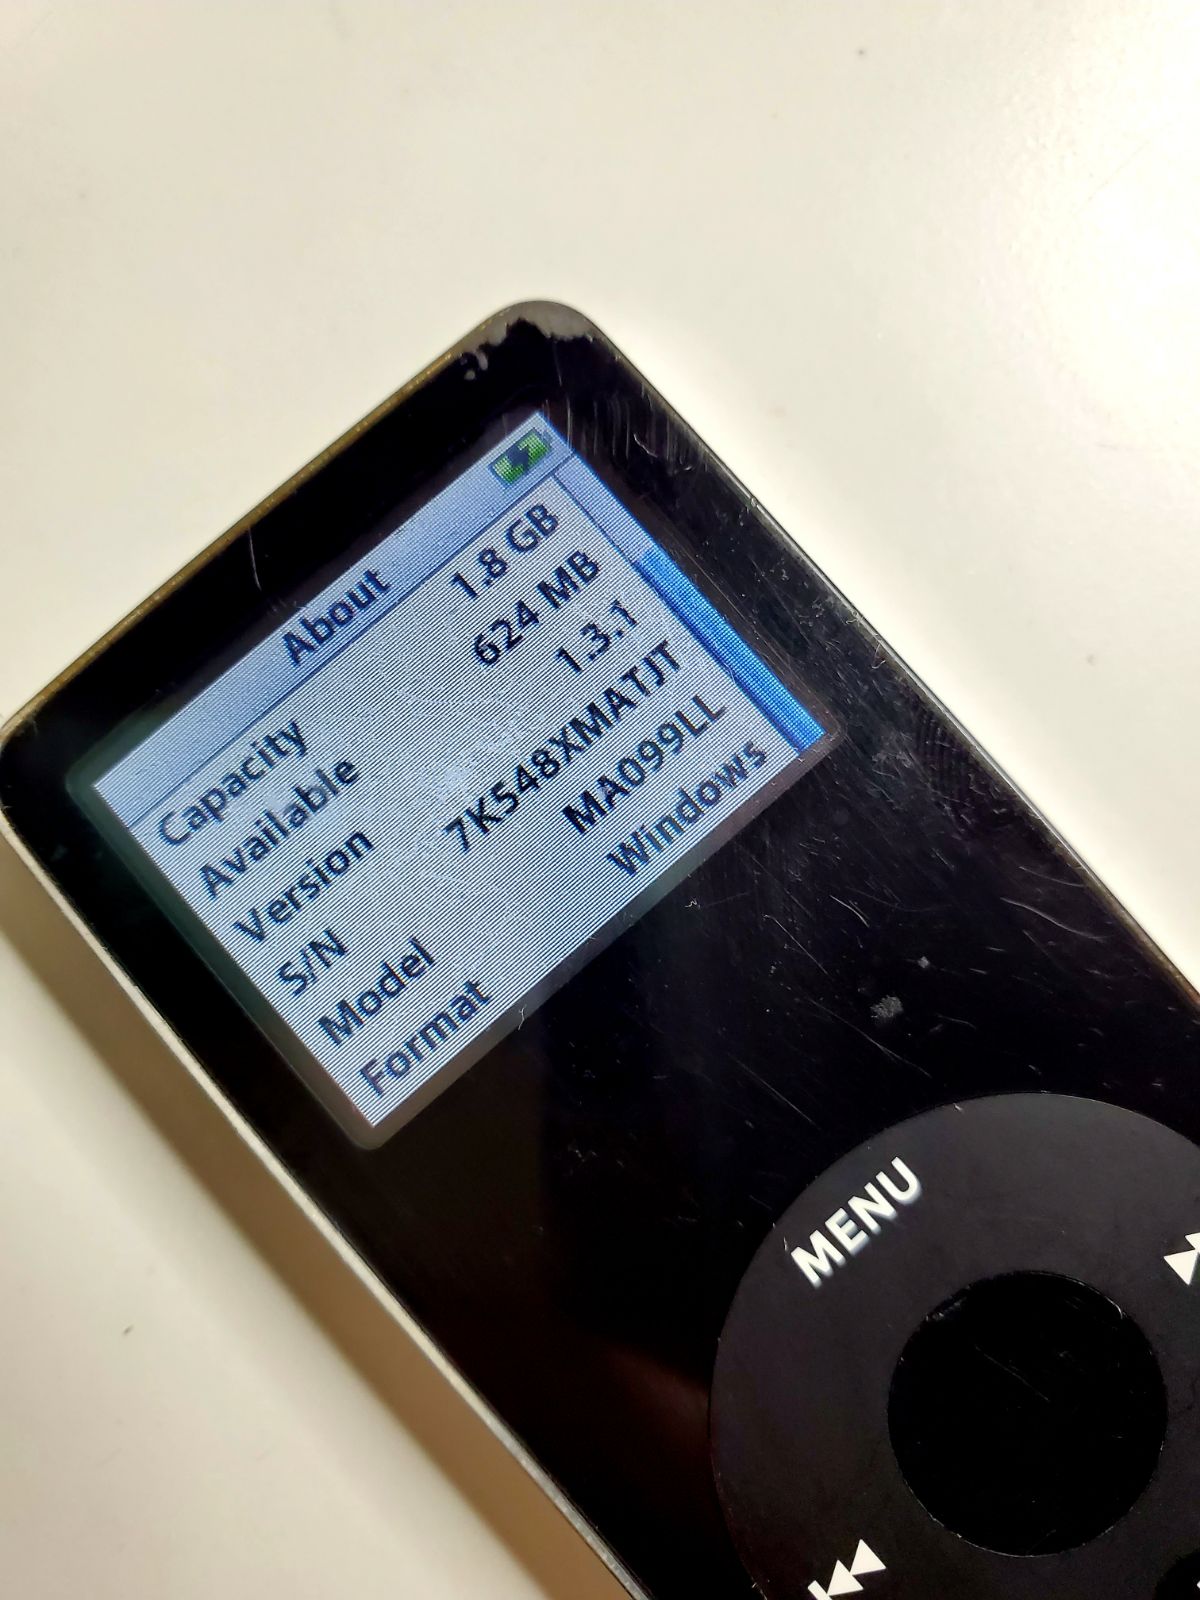 About
Capacity 1.8 GB
Available 624 MB
Version 1.3.1
S/N 7K548XMATJT
Model MA099LL
Format Windows
MENU